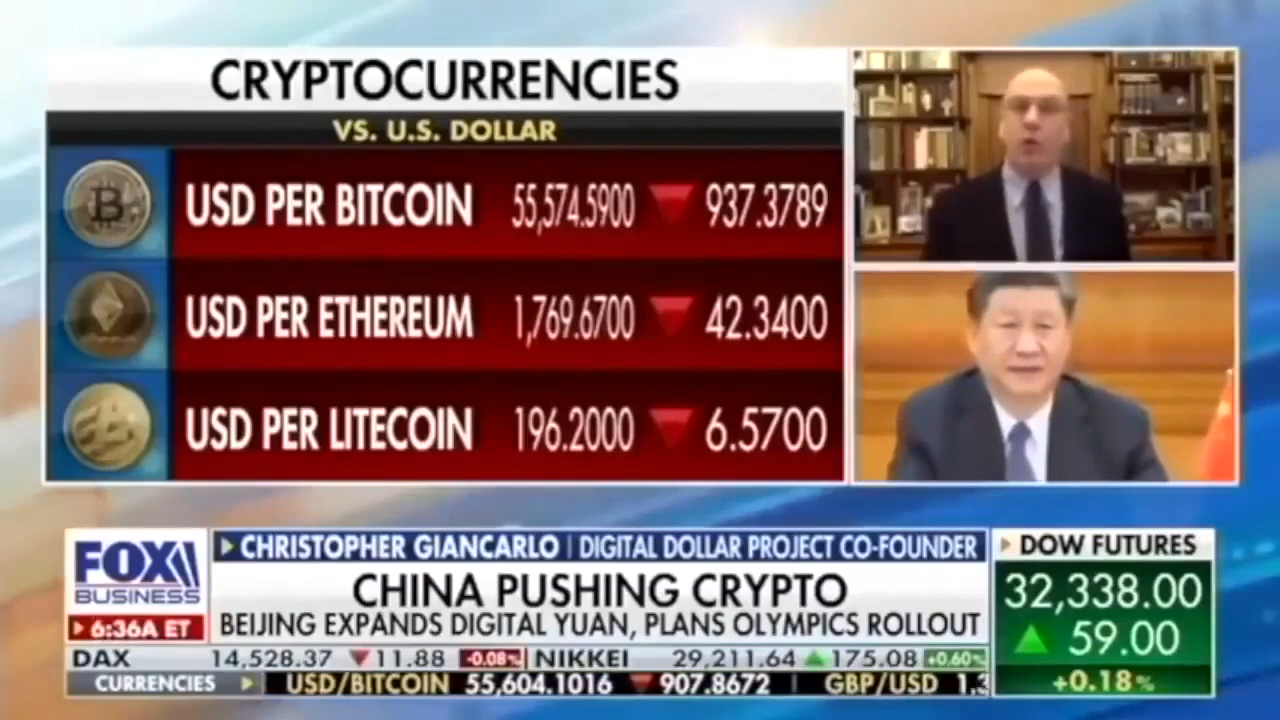 CRYPTOCURRENCIES
VS. U.S. DOLLAR
USD PER BITCOIN 55,574.5900 ▼ 937.3789
USD PER ETHEREUM 1,769.6700 ▼ 42.3400
USD PER LITECOIN 196.2000 ▼ 6.5700
FOX BUSINESS
6:36A ET
CHRISTOPHER GIANCARLO | DIGITAL DOLLAR PROJECT CO-FOUNDER
CHINA PUSHING CRYPTO
BEIJING EXPANDS DIGITAL YUAN, PLANS OLYMPICS ROLLOUT
DOW FUTURES
32,338.00
▲ 59.00
+0.18%
DAX 14,528.37 ▼ 11.88 -0.08% NIKKEI 29,211.64 ▲ 175.08 +0.60%
CURRENCIES USD/BITCOIN 55,604.1016 ▼ 907.8672 | GBP/USD 1.3